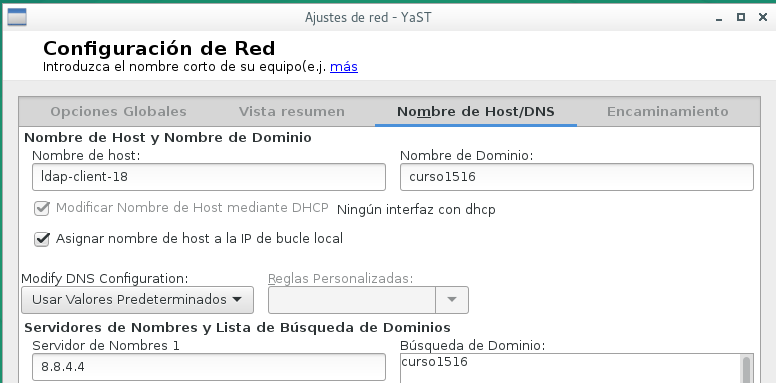 Ajustes de red - YaST
Configuración de Red
Introduzca el nombre corto de su equipo(e.j. más
Opciones Globales Vista resumen Nombre de Host/DNS Encaminamiento
Nombre de Host y Nombre de Dominio
Nombre de host: Nombre de Dominio:
ldap-client-18 curso1516
Modificar Nombre de Host mediante DHCP Ningún interfaz con dhcp
Asignar nombre de host a la IP de bucle local
Modify DNS Configuration: Reglas Personalizadas:
Usar Valores Predeterminados
Servidores de Nombres y Lista de Búsqueda de Dominios
Servidor de Nombres 1 Búsqueda de Dominio:
8.8.4.4 curso1516